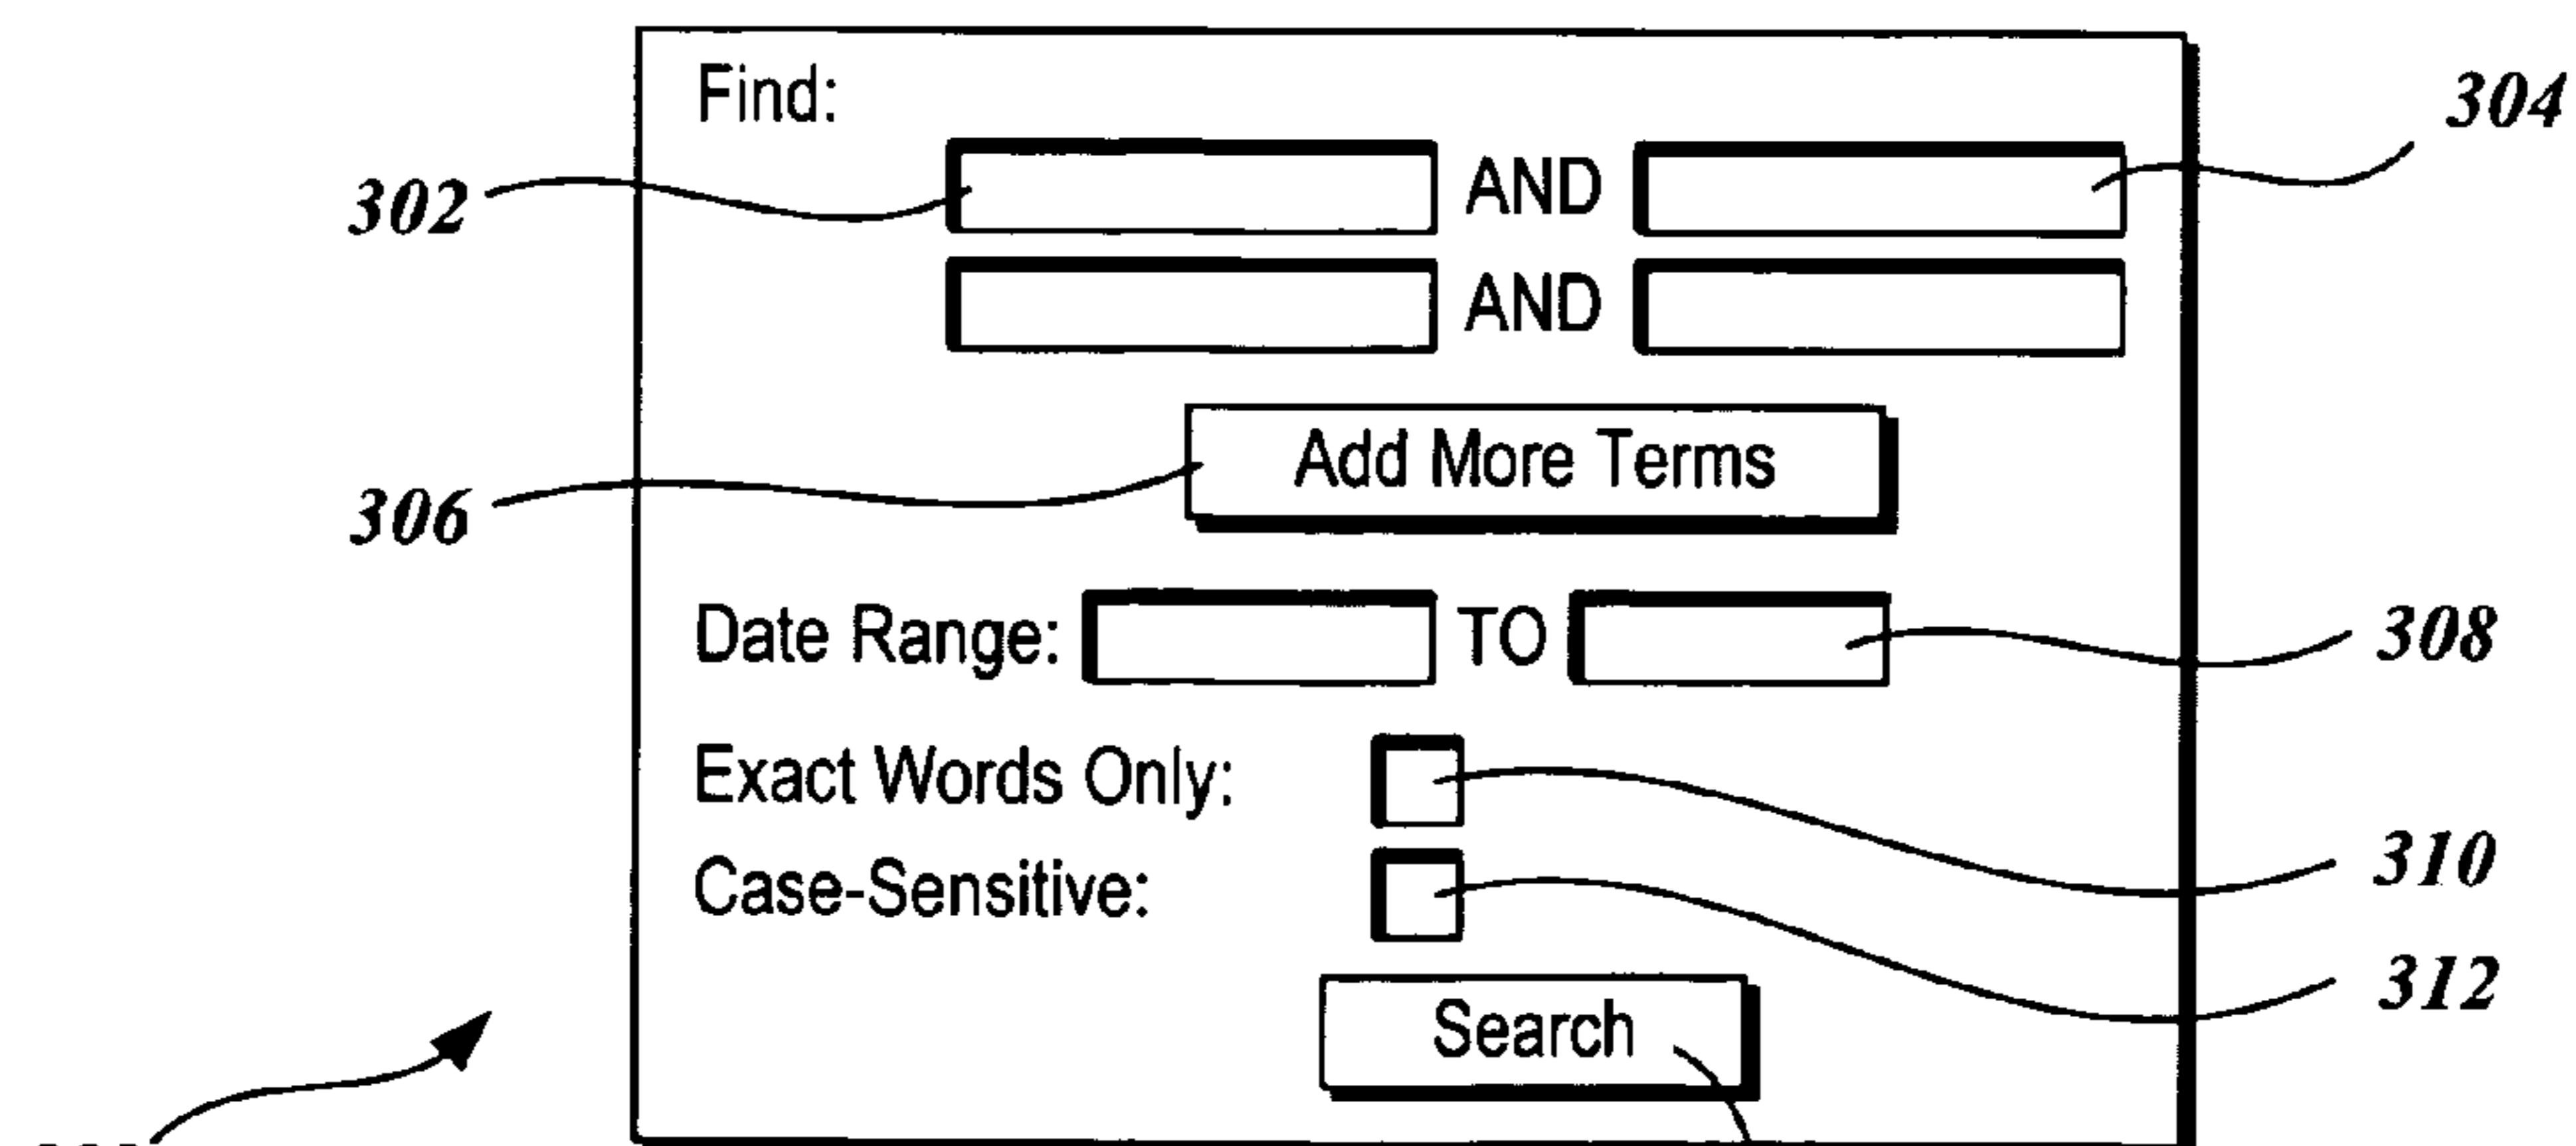 Find:
304
302 AND
AND
Add More Terms
306
Date Range: TO 308
Exact Words Only:
310
Case-Sensitive:
312
Search